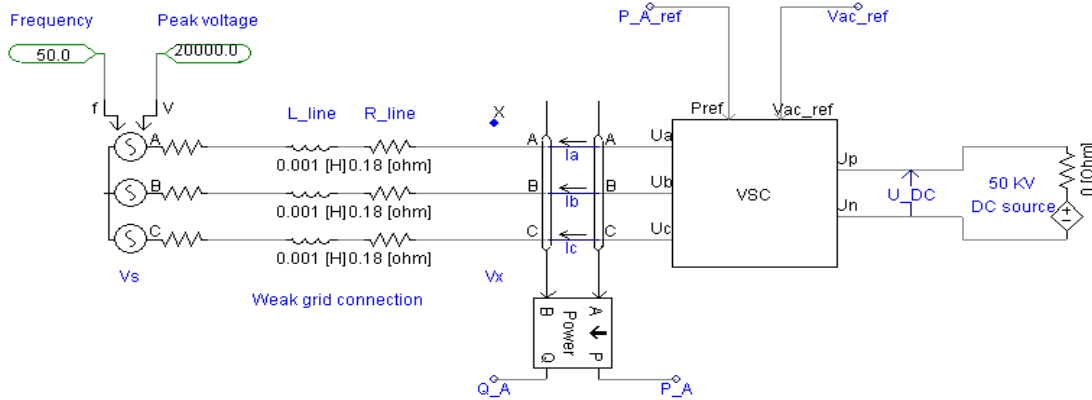 Frequency
Peak voltage
P_A_ref
Vac_ref
50.0
20000.0
f
V
L_line
R_line
X
Pref
Vac_ref
A
0.001 [H]
0.18 [ohm]
A
A
Ia
Ua
B
0.001 [H]
0.18 [ohm]
B
B
Ib
Ub
C
0.001 [H]
0.18 [ohm]
C
C
Ic
Uc
VSC
Up
Un
U_DC
50 KV
DC source
0 [Ohm]
Vs
Weak grid connection
Vx
B
A
Power
Q
P
Q_A
P_A